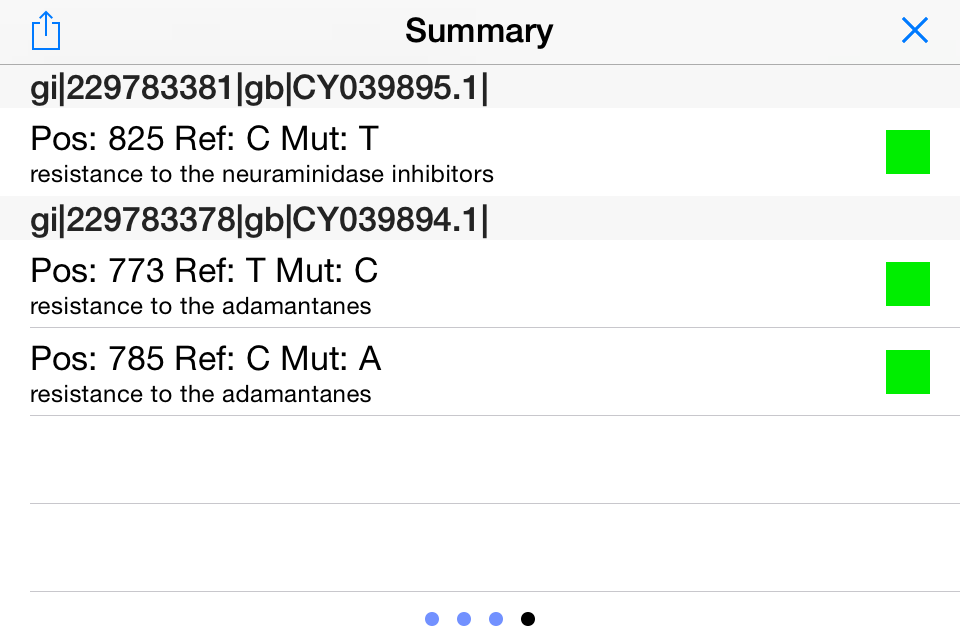 Summary
gi|229783381|gb|CY039895.1|
Pos: 825 Ref: C Mut: T
resistance to the neuraminidase inhibitors
gi|229783378|gb|CY039894.1|
Pos: 773 Ref: T Mut: C
resistance to the adamantanes
Pos: 785 Ref: C Mut: A
resistance to the adamantanes